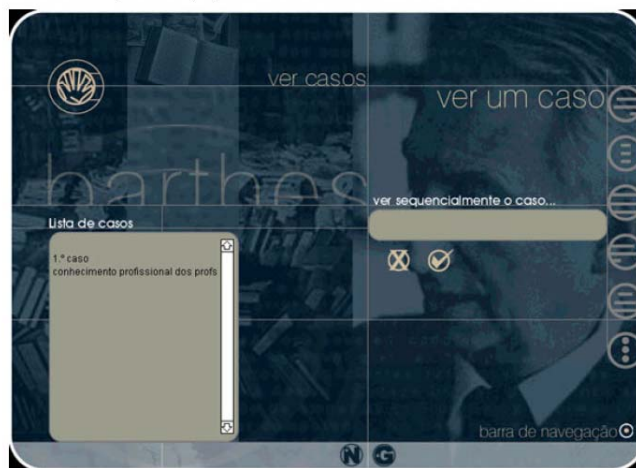 ver casos
ver um caso
barthes
ver sequencialmente o caso...
Lista de casos
1.º caso
conhecimento profissional dos profs
barra de navegação
N G